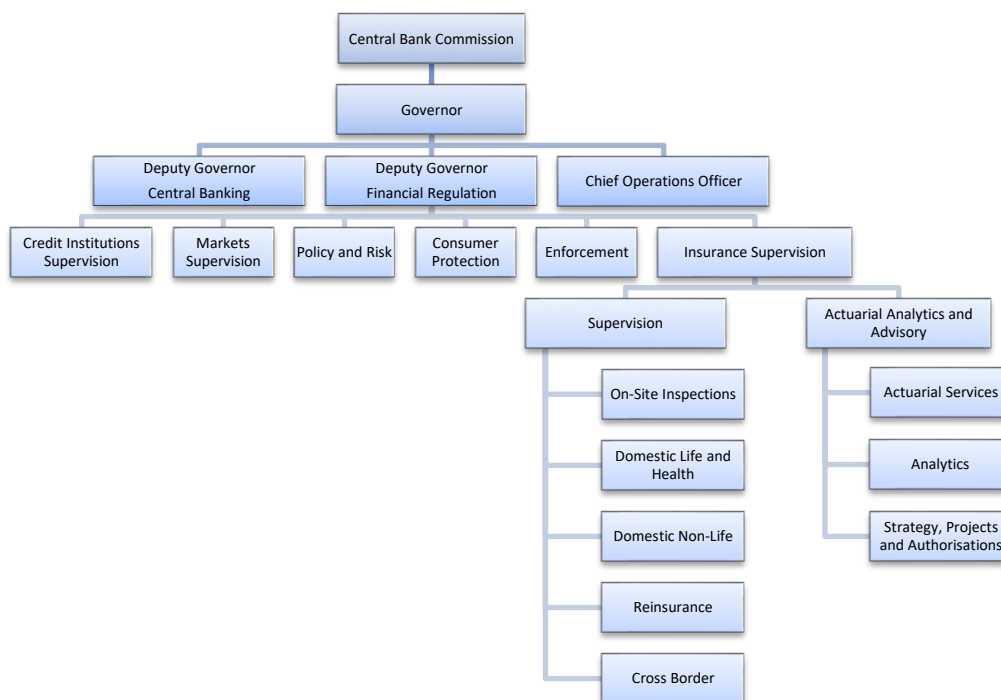 Central Bank Commission
Governor
Deputy Governor
Central Banking
Deputy Governor
Financial Regulation
Chief Operations Officer
Credit Institutions
Supervision
Markets
Supervision
Policy and Risk
Consumer
Protection
Enforcement
Insurance Supervision
Supervision
On-Site Inspections
Domestic Life and
Health
Domestic Non-Life
Reinsurance
Cross Border
Actuarial Analytics and
Advisory
Actuarial Services
Analytics
Strategy, Projects
and Authorisations